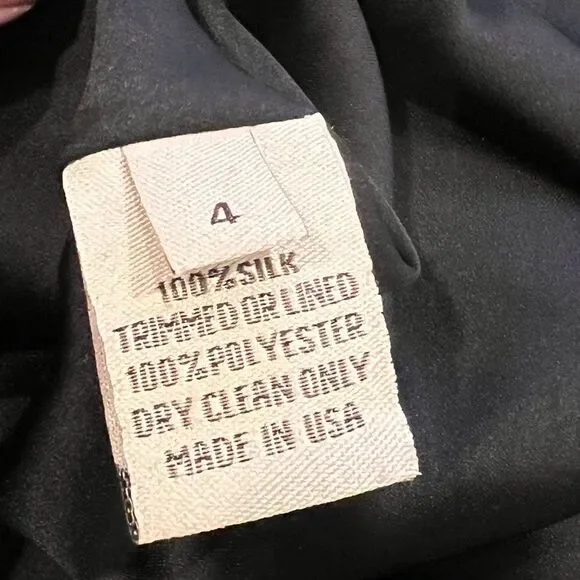 4
100% SILK
TRIMMED OR LINED
100% POLYESTER
DRY CLEAN ONLY
MADE IN USA